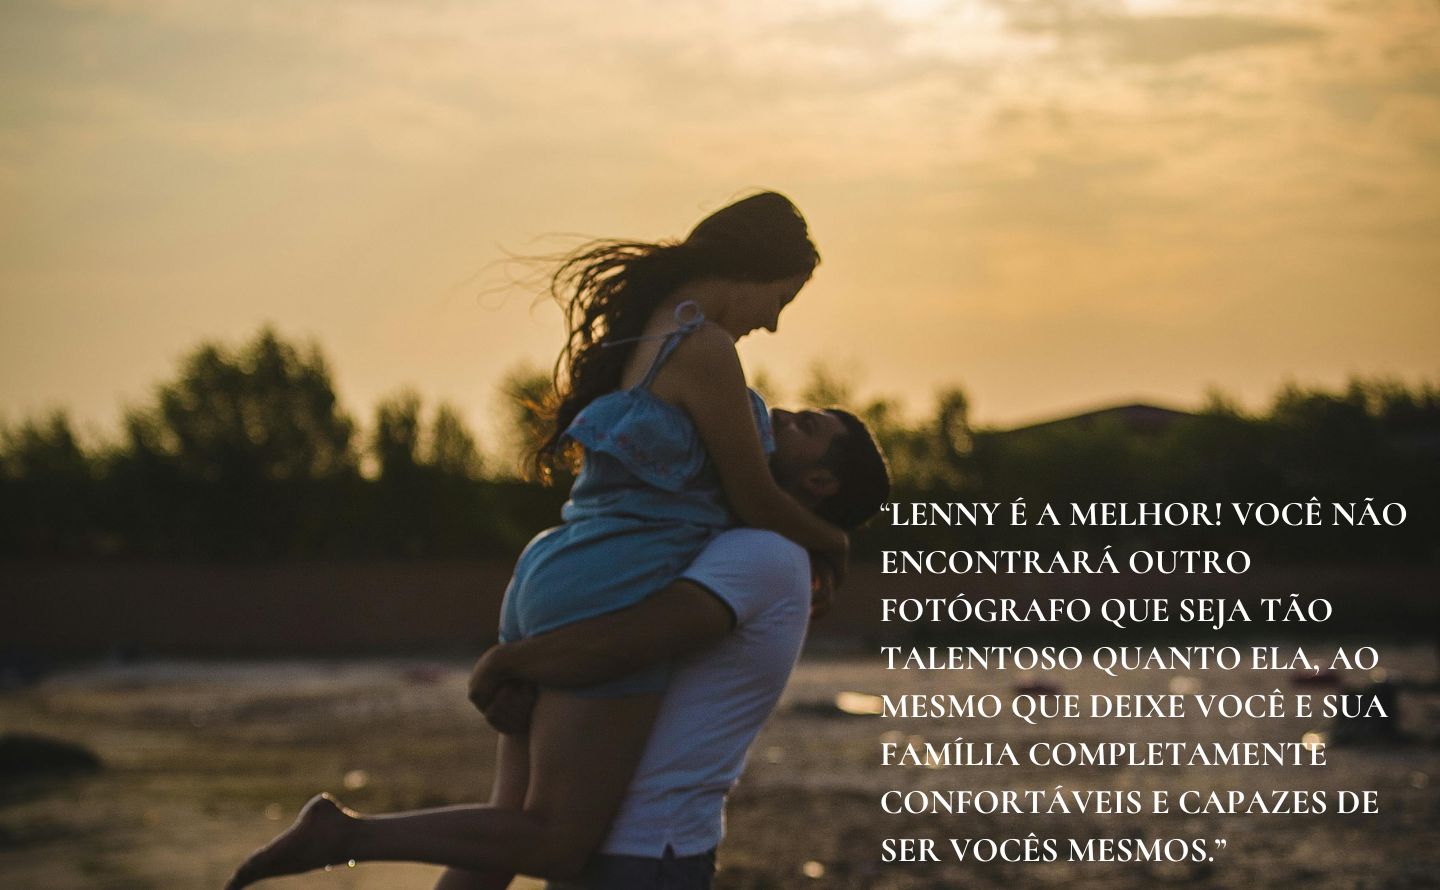 “LENNY É A MELHOR! VOCÊ NÃO
ENCONTRARÁ OUTRO
FOTÓGRAFO QUE SEJA TÃO
TALENTOSO QUANTO ELA, AO
MESMO QUE DEIXE VOCÊ E SUA
FAMÍLIA COMPLETAMENTE
CONFORTÁVEIS E CAPAZES DE
SER VOCÊS MESMOS.”